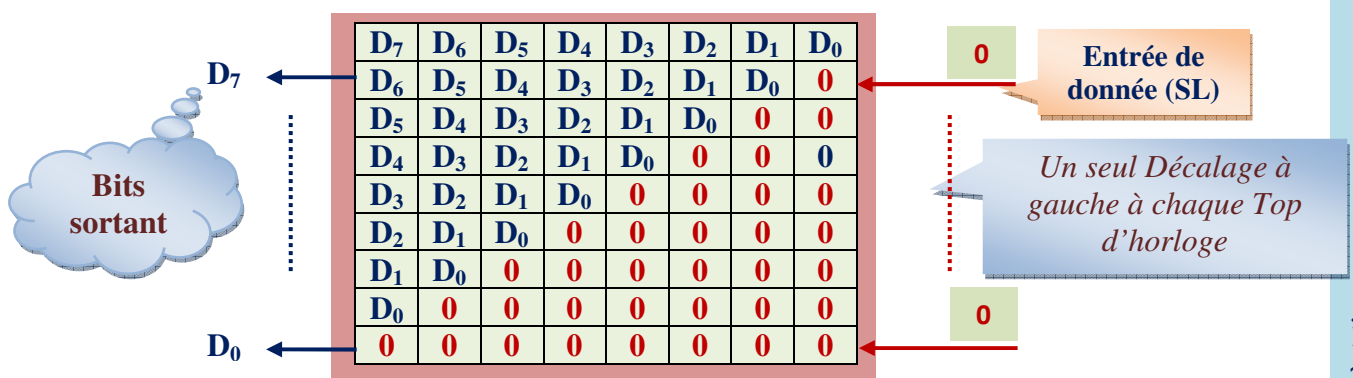 D₇ D₆ D₅ D₄ D₃ D₂ D₁ D₀
D₆ D₅ D₄ D₃ D₂ D₁ D₀ 0
D₅ D₄ D₃ D₂ D₁ D₀ 0 0
D₄ D₃ D₂ D₁ D₀ 0 0 0
D₃ D₂ D₁ D₀ 0 0 0 0
D₂ D₁ D₀ 0 0 0 0 0
D₁ D₀ 0 0 0 0 0 0
D₀ 0 0 0 0 0 0 0
0 0 0 0 0 0 0 0
D₇
Bits
sortant
D₀
0
Entrée de
donnée (SL)
Un seul Décalage à
gauche à chaque Top
d'horloge
0